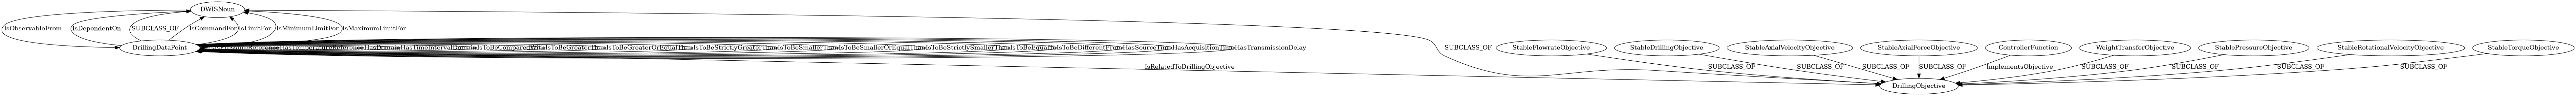 DWISNoun
IsObservableFrom
IsDependentOn
SUBCLASS_OF
IsCommandFor
IsLimitFor
IsMinimumLimitFor
IsMaximumLimitFor
DrillingDataPoint
HasTemperatureReference
HasDomain
HasTimeIntervalDomain
IsToBeComparedWith
IsToBeGreaterThan
IsToBeGreaterOrEqualThan
IsToBeStrictlyGreaterThan
IsToBeSmallerThan
IsToBeSmallerOrEqualThan
IsToBeStrictlySmallerThan
IsToBeEqualTo
IsToBeDifferentFrom
HasSourceTime
HasAcquisitionTime
HasTransmissionDelay
SUBCLASS_OF
StableFlowrateObjective
StableDrillingObjective
StableAxialVelocityObjective
StableAxialForceObjective
ControllerFunction
WeightTransferObjective
StablePressureObjective
StableRotationalVelocityObjective
StableTorqueObjective
IsRelatedToDrillingObjective
SUBCLASS_OF
SUBCLASS_OF
SUBCLASS_OF
SUBCLASS_OF
ImplementsObjective
SUBCLASS_OF
SUBCLASS_OF
SUBCLASS_OF
SUBCLASS_OF
DrillingObjective